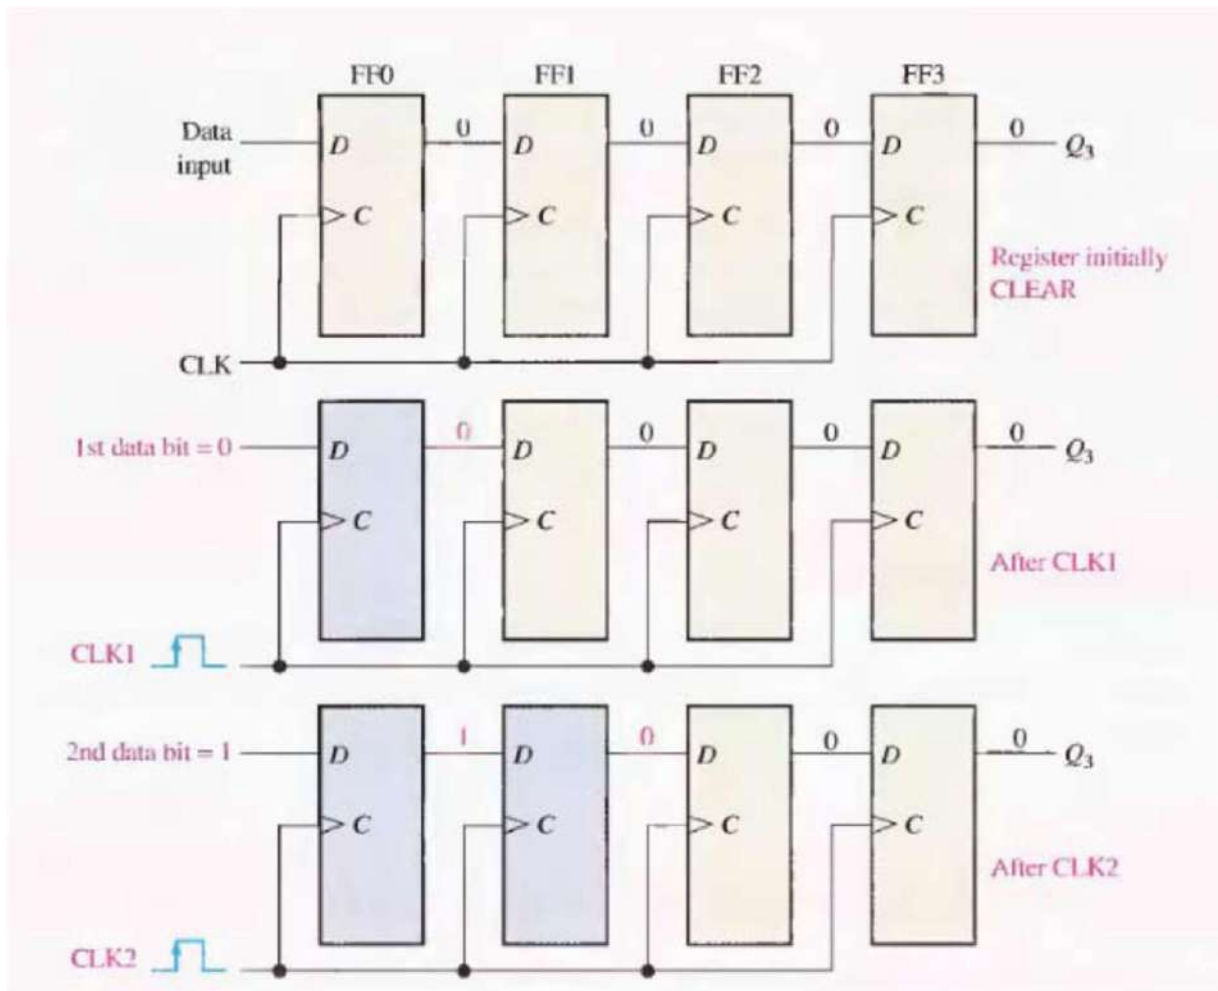 FF0 FF1 FF2 FF3
Data input
D 0 D 0 D 0 D 0 Q3
C C C C
Register initially
CLEAR
CLK
1st data bit = 0 D 0 D 0 D 0 D 0 Q3
C C C C
After CLK1
CLK1
2nd data bit = 1 D 1 D 0 D 0 D 0 Q3
C C C C
After CLK2
CLK2